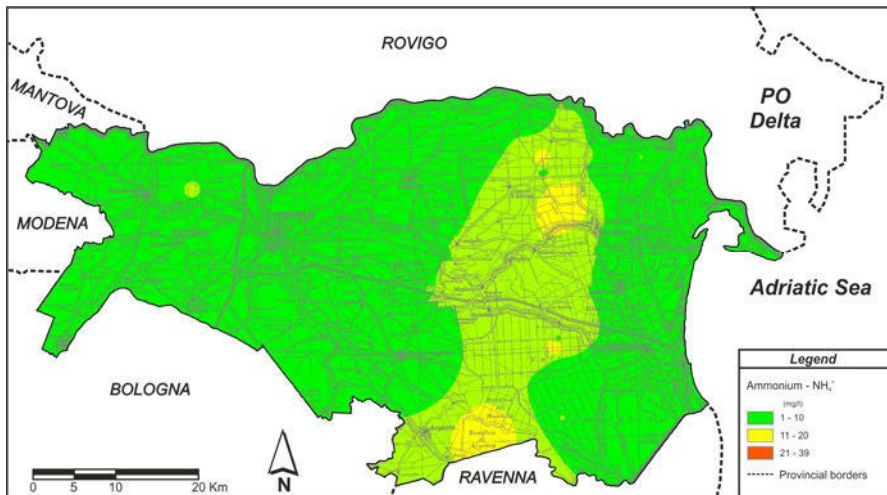 ROVIGO
MANTOVA
PO
Delta
MODENA
Adriatic Sea
BOLOGNA
RAVENNA
0 5 10 20 Km
N
Legend
Ammonium - NH₄⁺
(mg/l)
1 - 10
11 - 20
21 - 39
Provincial borders
Argenta